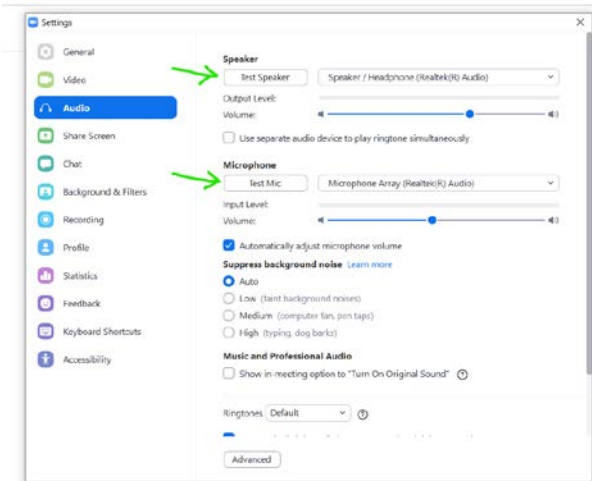 Settings
General
Video
Audio
Share Screen
Chat
Background & Filters
Recording
Profile
Statistics
Feedback
Keyboard Shortcuts
Accessibility
Speaker
Test Speaker Speaker / Headphone (Realtek(R) Audio)
Output Level:
Volume:
Use separate audio device to play ringtone simultaneously
Microphone
Test Mic Microphone Array (Realtek(R) Audio)
Input Level:
Volume:
Automatically adjust microphone volume
Suppress background noise Learn more
Auto
Low (faint background noises)
Medium (computer fan, pen taps)
High (typing, dog barks)
Music and Professional Audio
Show in-meeting option to "Turn On Original Sound"
Ringtones Default
Advanced